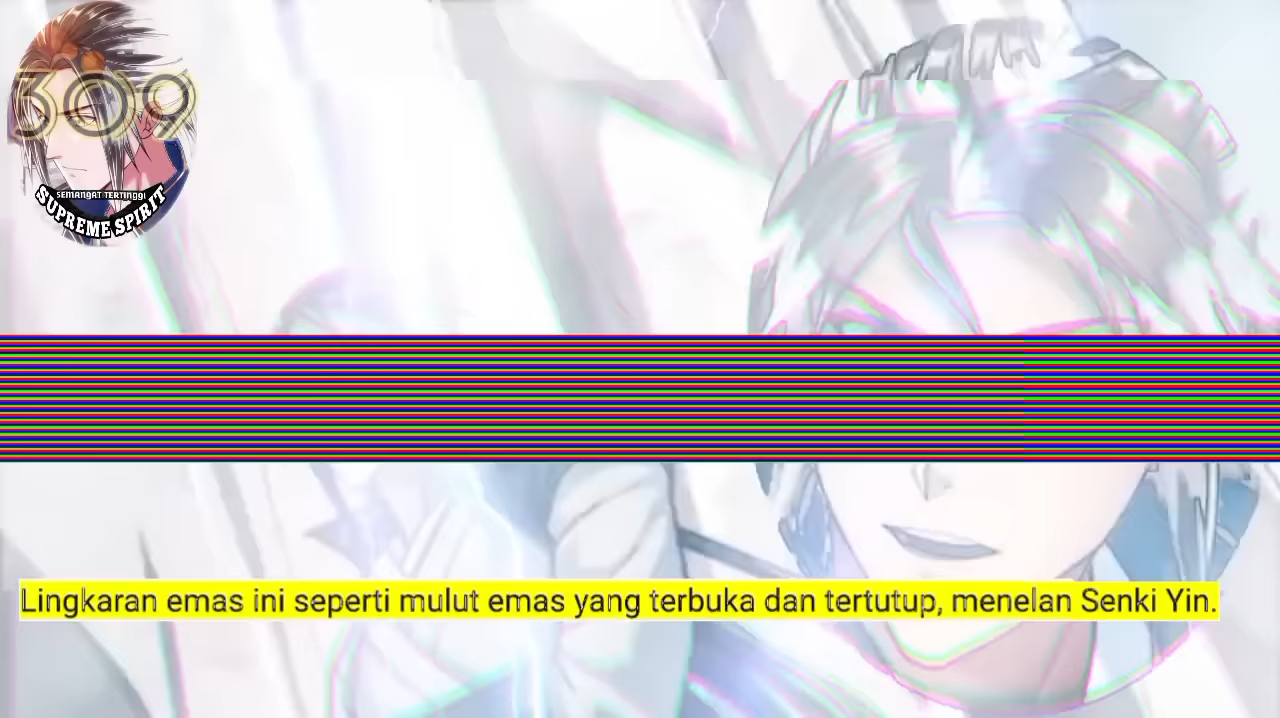 309
SEMANGAT TERTINGGI
SUPREME SPIRIT
Lingkaran emas ini seperti mulut emas yang terbuka dan tertutup, menelan Senki Yin.